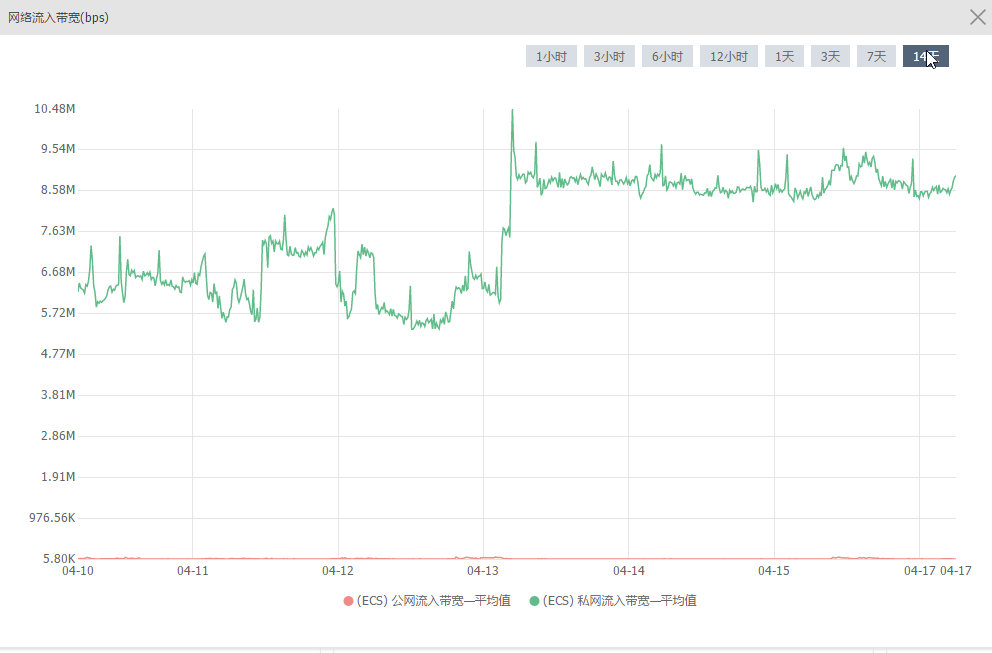 网络流入带宽(bps)
1小时 3小时 6小时 12小时 1天 3天 7天 14天
10.48M
9.54M
8.58M
7.63M
6.68M
5.72M
4.77M
3.81M
2.86M
1.91M
976.56K
5.80K
04-10 04-11 04-12 04-13 04-14 04-15 04-17 04-17
(ECS) 公网流入带宽—平均值 (ECS) 私网流入带宽—平均值